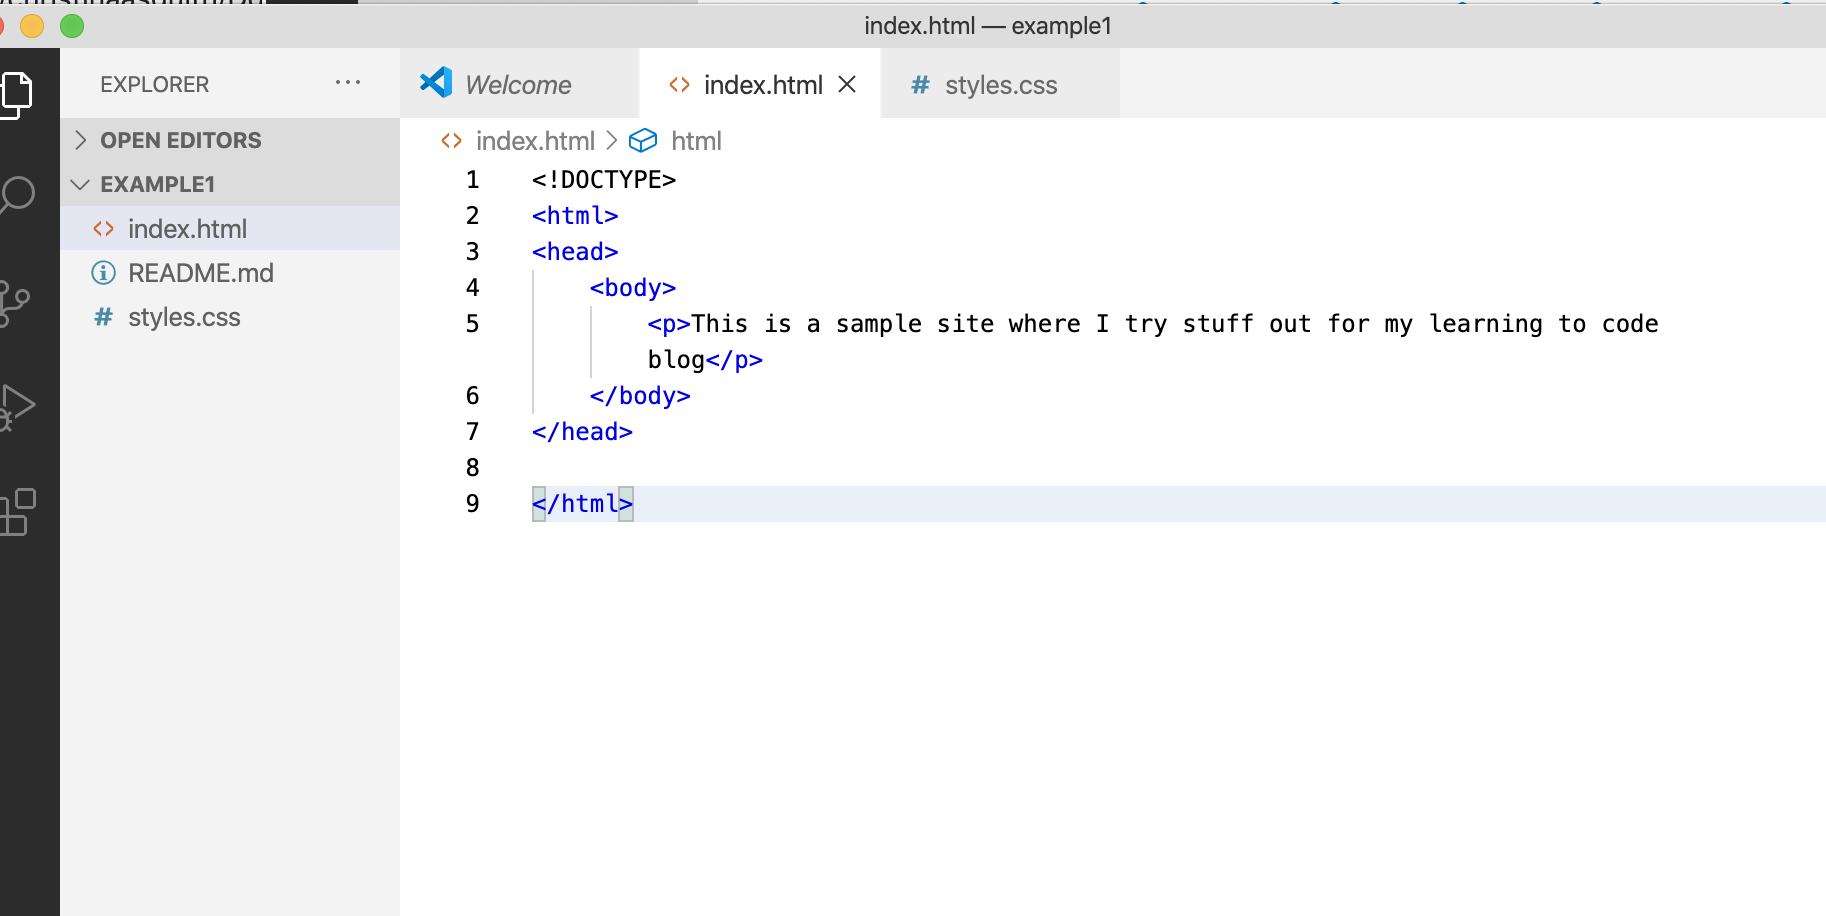 index.html — example1
EXPLORER ···
OPEN EDITORS
EXAMPLE1
index.html
README.md
styles.css
Welcome
index.html
styles.css
index.html > html
1 <!DOCTYPE>
2 <html>
3 <head>
4 <body>
5 <p>This is a sample site where I try stuff out for my learning to code
blog</p>
6 </body>
7 </head>
8
9 </html>